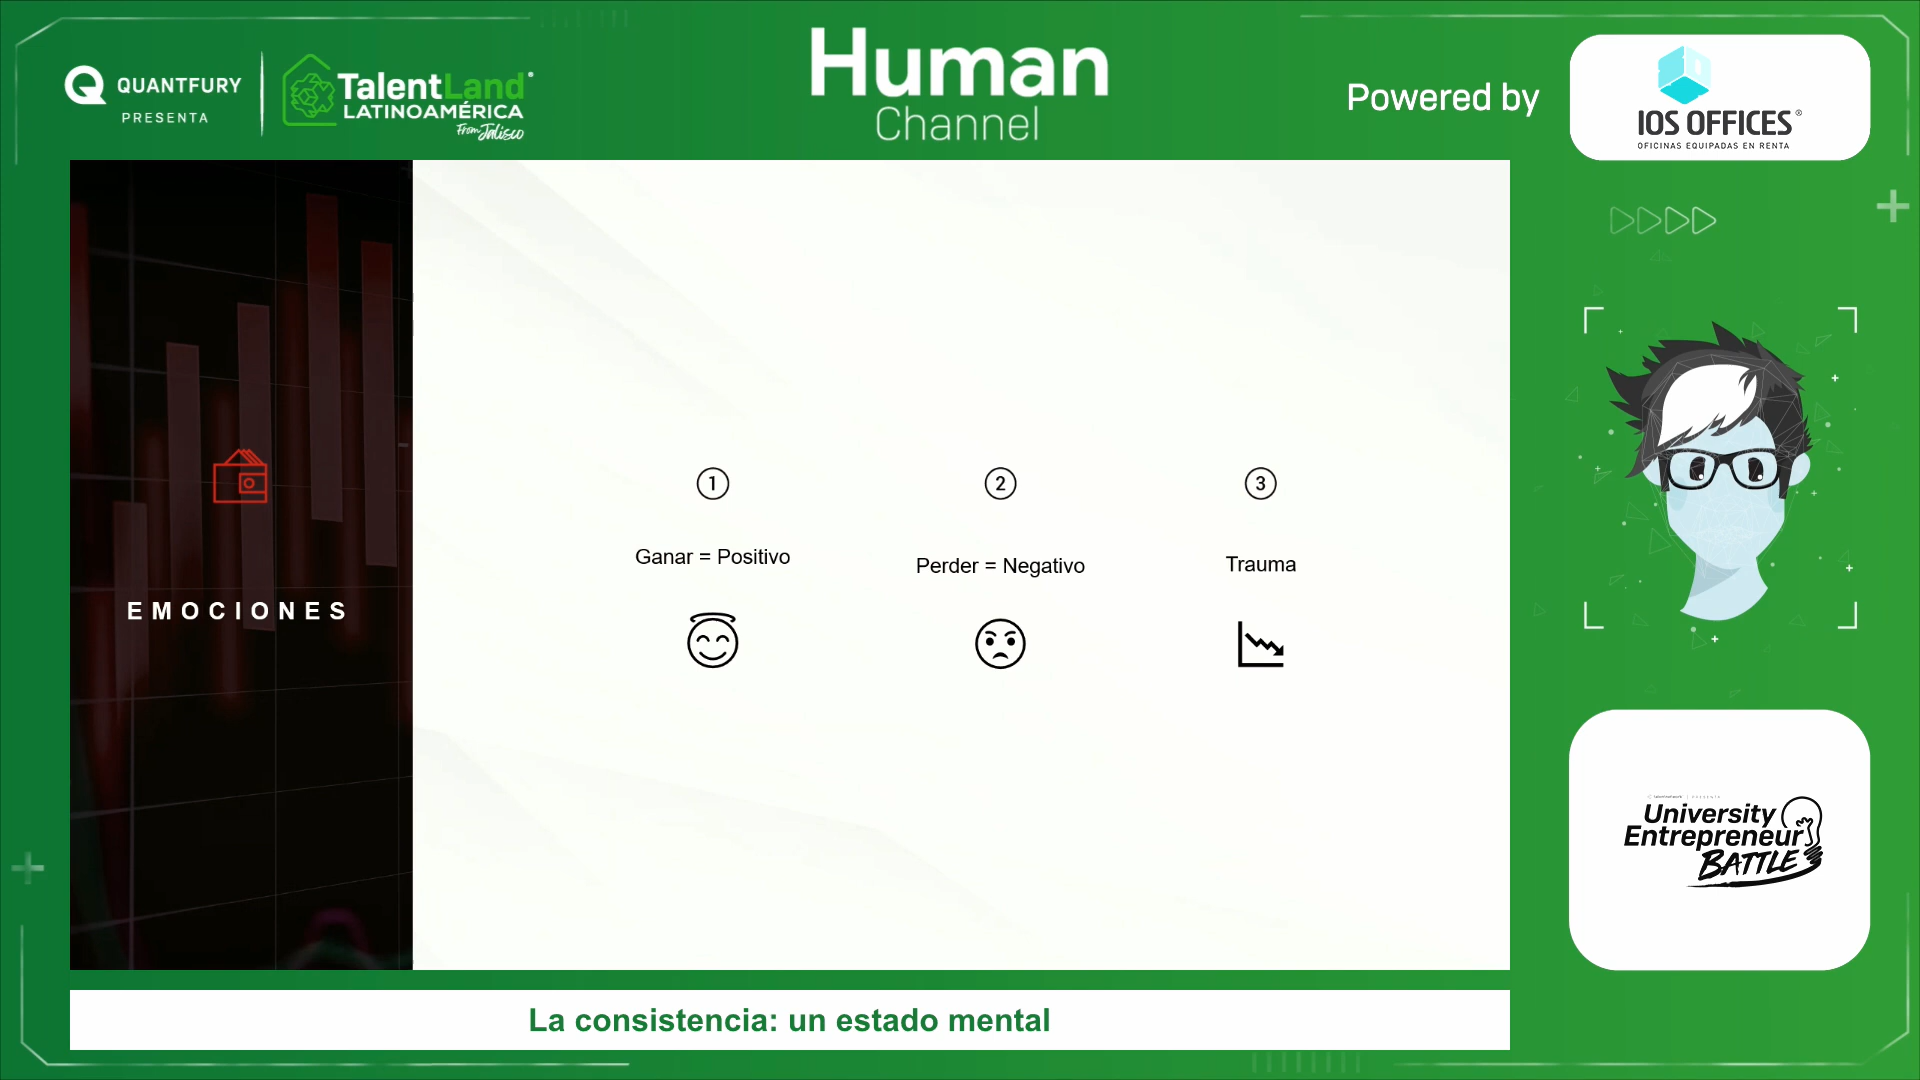 QUANTFURY
PRESENTA
TalentLand
LATINOAMÉRICA
From Jalisco
Human
Channel
Powered by
IOS OFFICES
OFICINAS EQUIPADAS EN RENTA
EMOCIONES
1
2
3
Ganar = Positivo
Perder = Negativo
Trauma
University
Entrepreneur
BATTLE
La consistencia: un estado mental